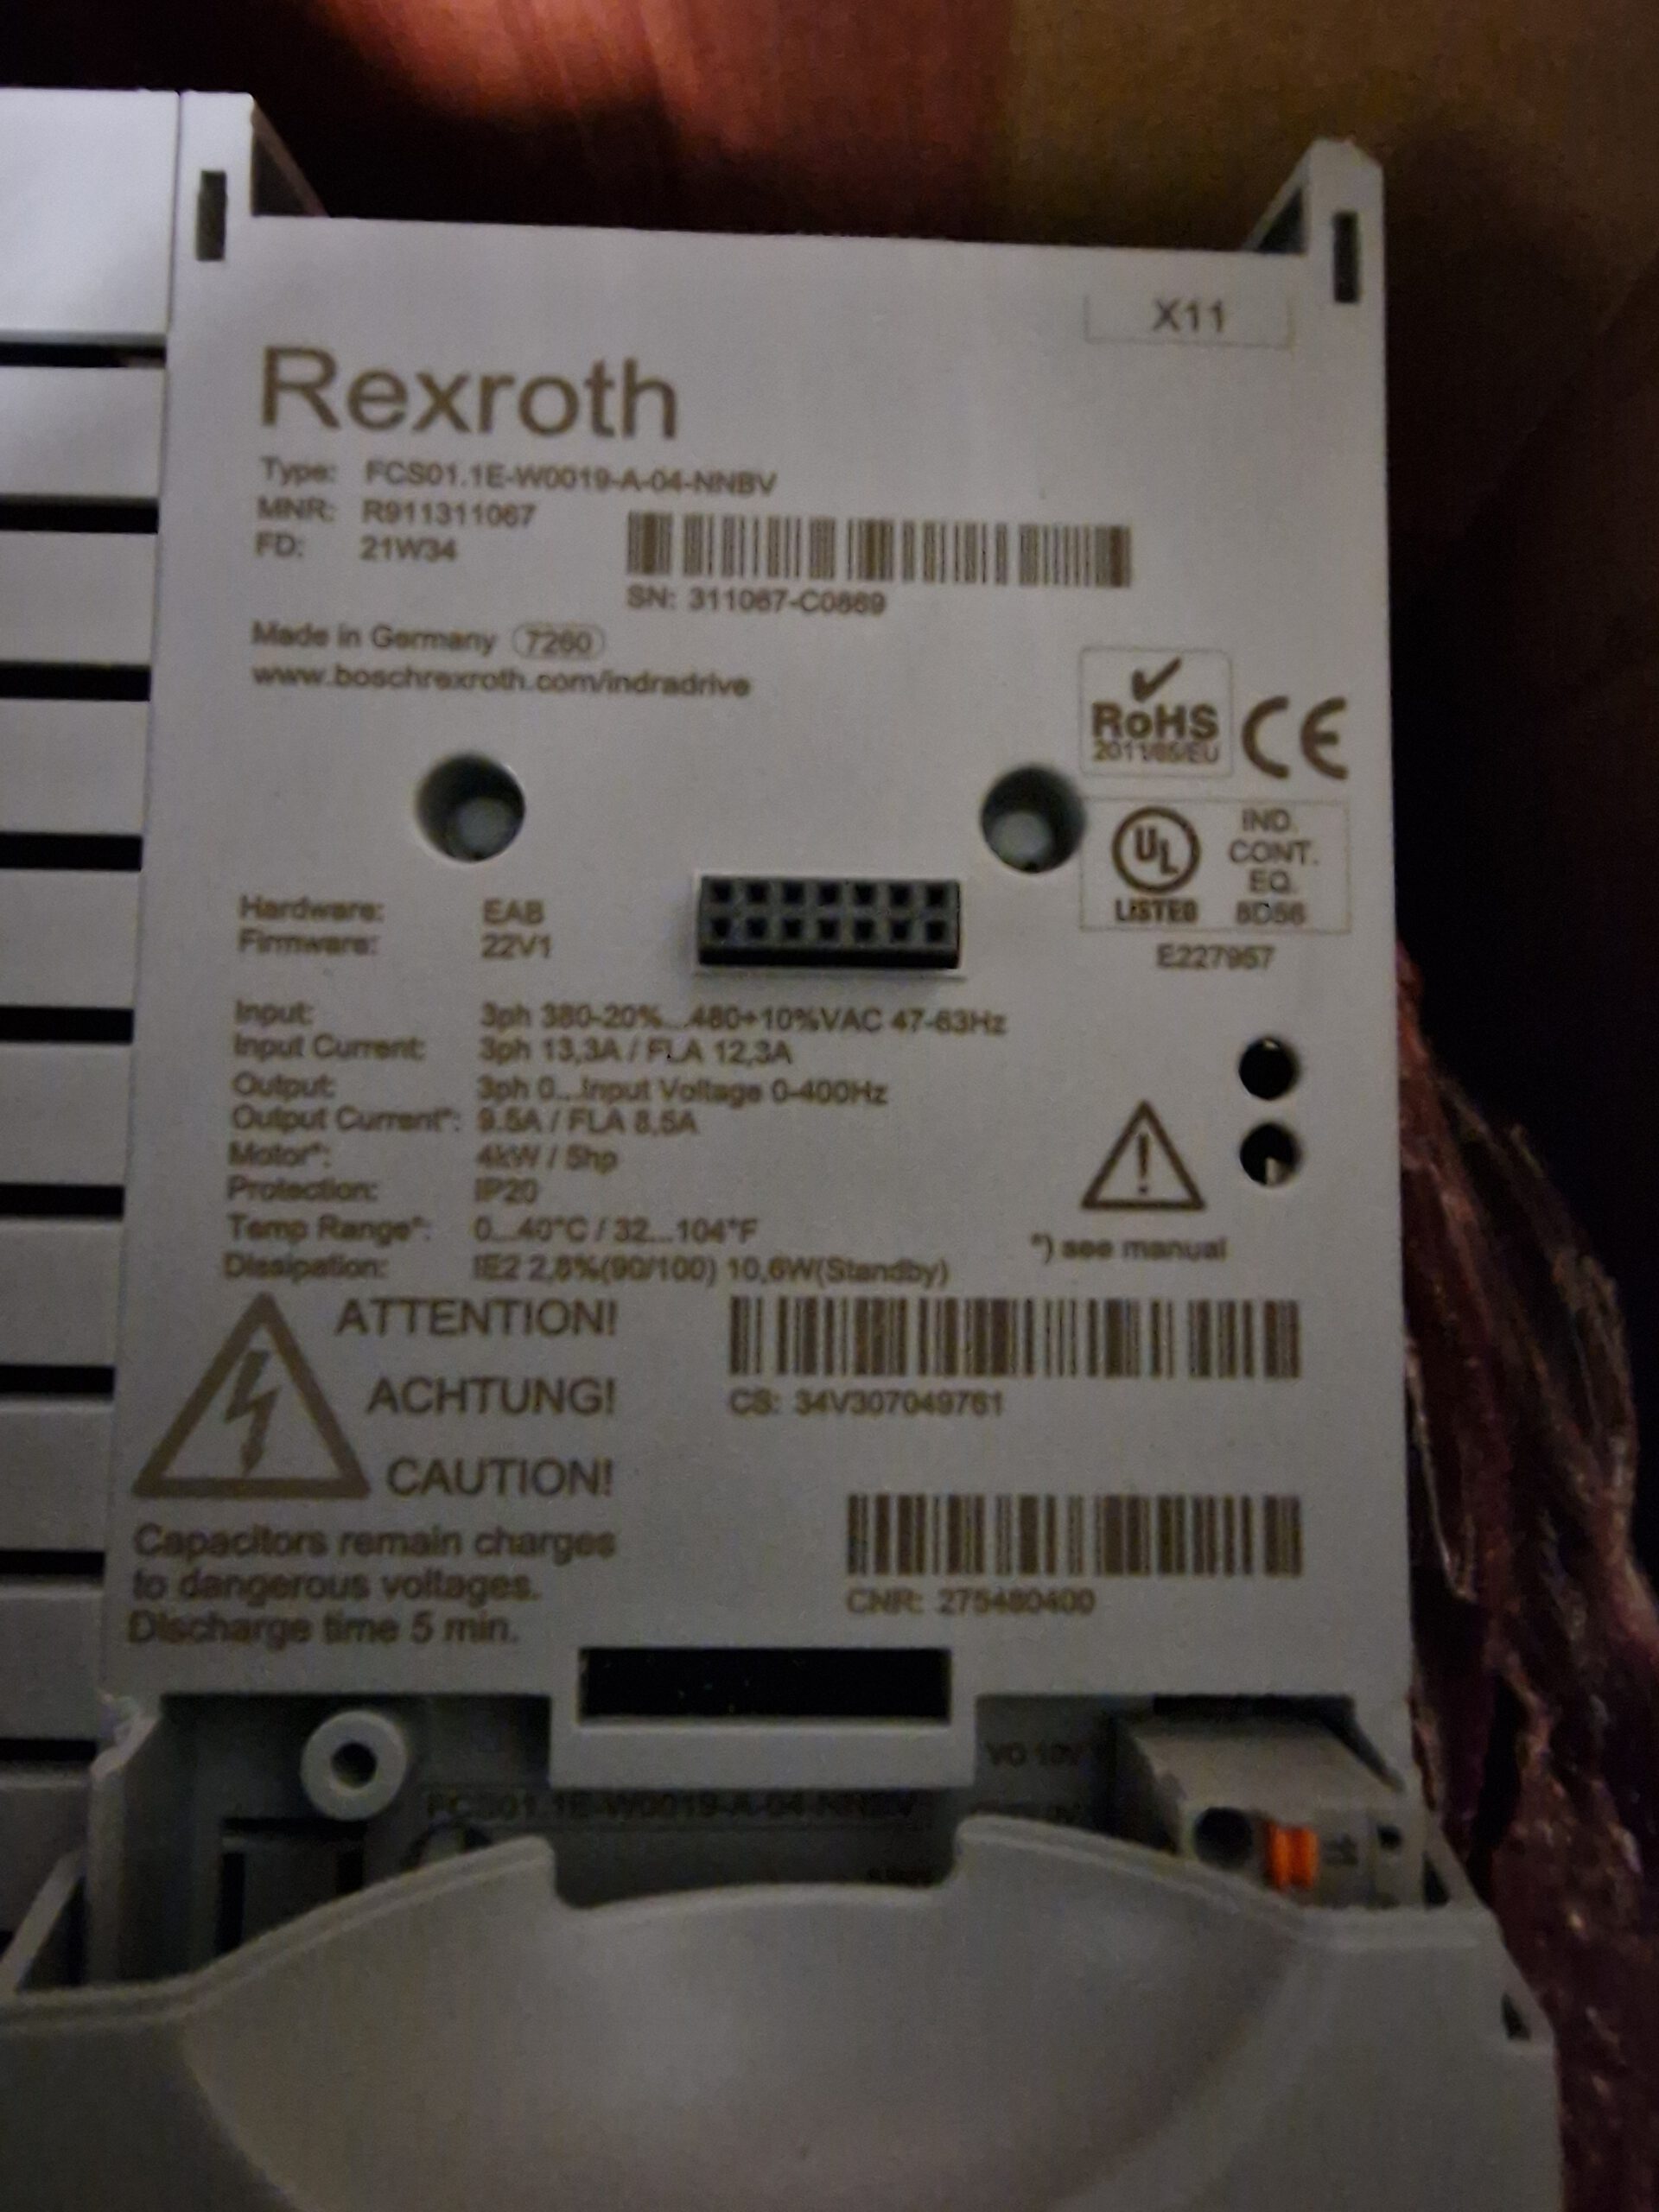 X11
Rexroth
Type: FCS01.1E-W0019-A-04-NNBV
MNR: R911311067
FD: 21W34
SN: 311067-C0869
Made in Germany 7260
www.boschrexroth.com/indradrive
RoHS
2011/65/EU
CE
UL
LISTED
IND.
CONT.
EQ.
8D56
E227957
Hardware: EAB
Firmware: 22V1
Input: 3ph 380-20%...480+10%VAC 47-63Hz
Input Current: 3ph 13,3A / FLA 12,3A
Output: 3ph 0...Input Voltage 0-400Hz
Output Current*: 9.5A / FLA 8,5A
Motor*: 4kW / 5hp
Protection: IP20
Temp Range*: 0...40°C / 32...104°F
Dissipation: IE2 2,8%(90/100) 10,6W(Standby)
*) see manual
ATTENTION!
ACHTUNG!
CAUTION!
CS: 34V307049761
Capacitors remain charges
to dangerous voltages.
Discharge time 5 min.
CNR: 275480400
FCS01.1E-W0019-A-04-NNBV